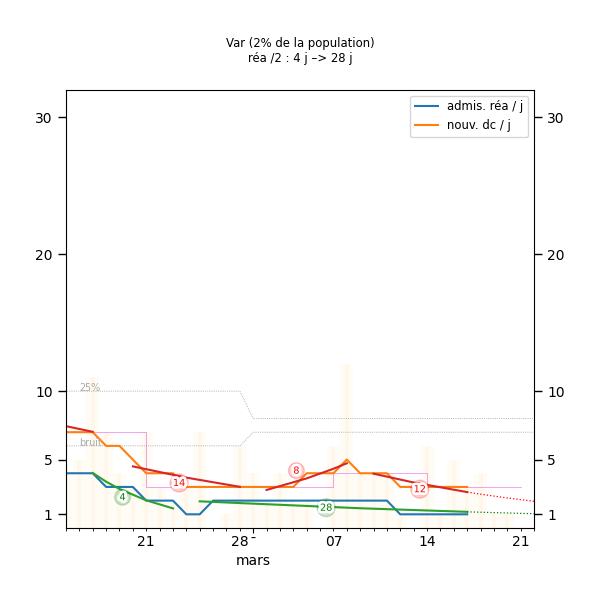 Var (2% de la population)
réa /2 : 4 j –> 28 j
admis. réa / j
nouv. dc / j
30 30
20 20
10 10
25%
bruit
5 5
8
14
12
4
28
1 1
21 28 07 14 21
mars